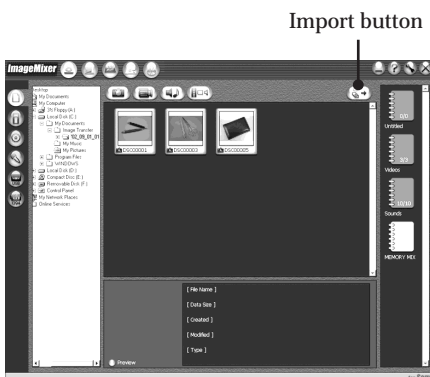 Import button
ImageMixer
Desktop
My Documents
My Computer
3½ Floppy (A:)
Local Disk (C:)
My Documents
Image Transfer
'02_09_01_01
My Music
My Pictures
Program Files
WINDOWS
Local Disk (D:)
Compact Disc (E:)
Removable Disk (F:)
Control Panel
My Network Places
Online Services
DSC00001
DSC00003
DSC00005
0/0
Untitled
3/3
Videos
10/10
Sounds
MEMORY MIX
[ File Name ]
[ Data Size ]
[ Created ]
[ Modified ]
[ Type ]
Preview